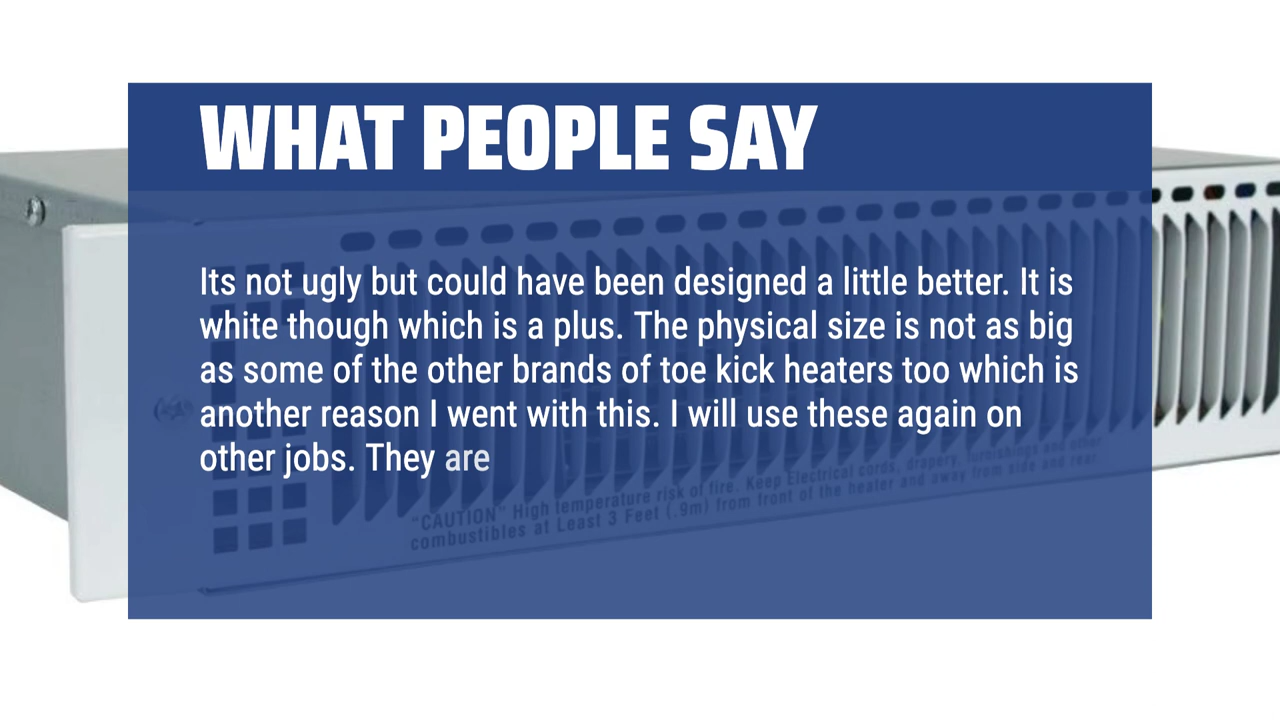 WHAT PEOPLE SAY
Its not ugly but could have been designed a little better. It is
white though which is a plus. The physical size is not as big
as some of the other brands of toe kick heaters too which is
another reason I went with this. I will use these again on
other jobs. They are
"CAUTION" High temperature risk of fire. Keep Electrical cords, drapery, furnishings and other
combustibles at Least 3 Feet (.9m) from front of the heater and away from side and rear.